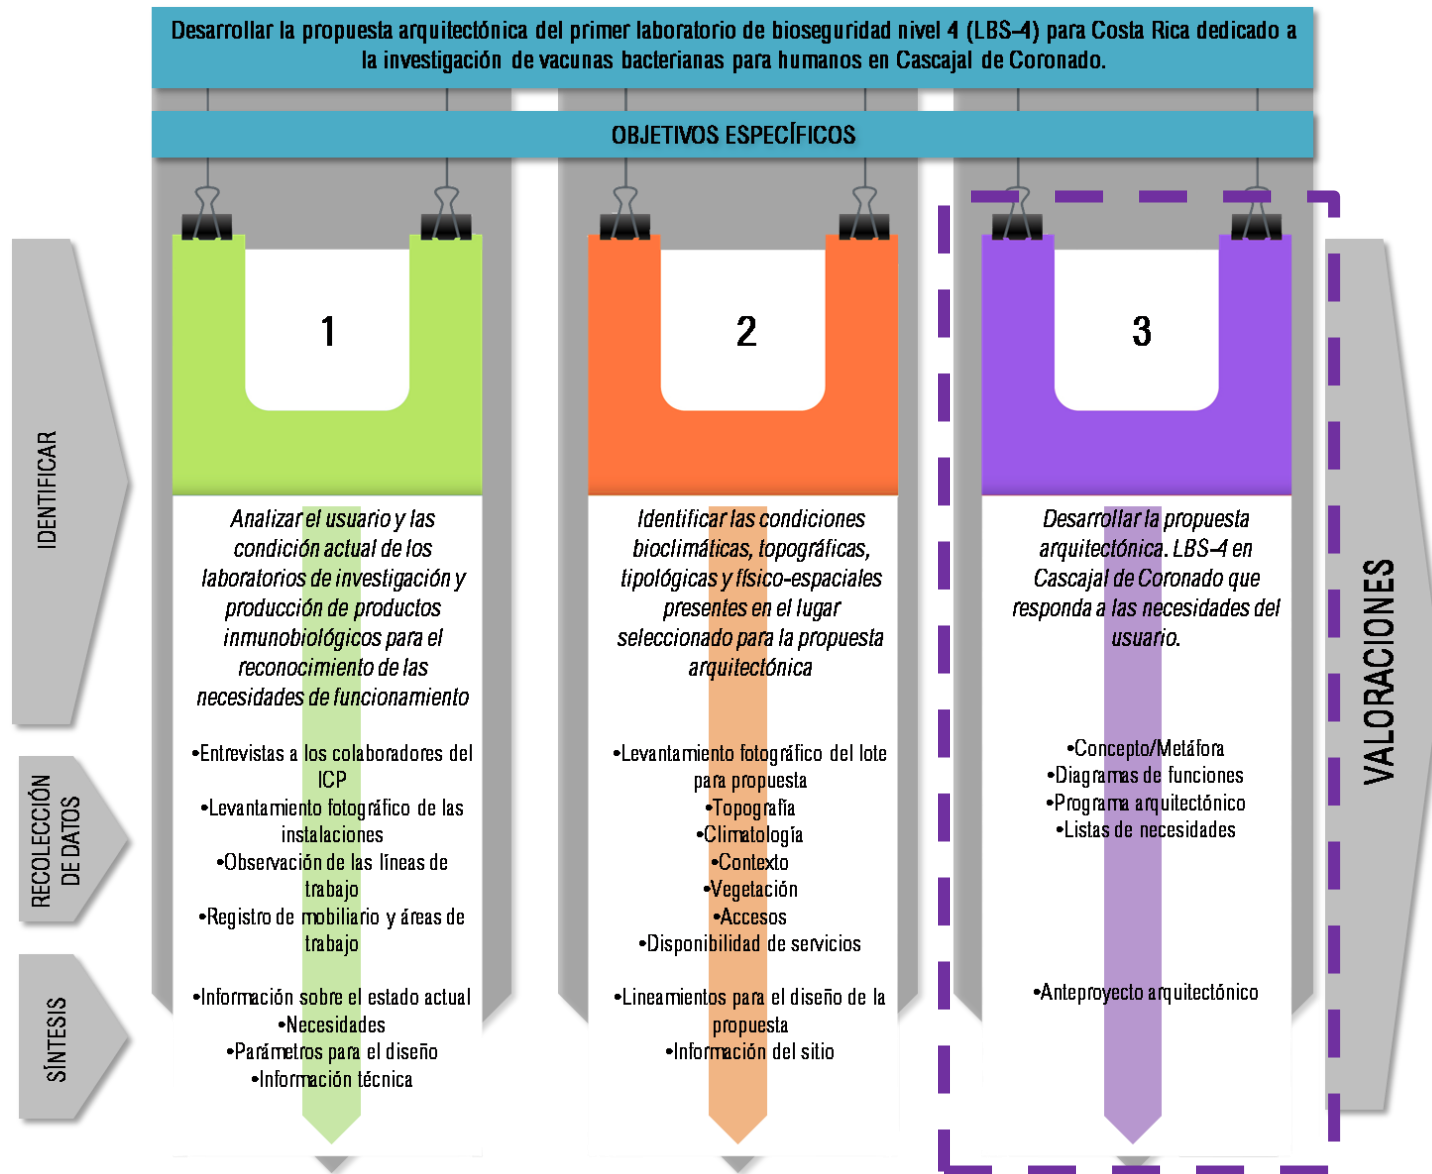 Desarrollar la propuesta arquitectónica del primer laboratorio de bioseguridad nivel 4 (LBS-4) para Costa Rica dedicado a
la investigación de vacunas bacterianas para humanos en Cascajal de Coronado.
OBJETIVOS ESPECÍFICOS
IDENTIFICAR
RECOLECCIÓN
DE DATOS
SÍNTESIS
1
Analizar el usuario y las
condición actual de los
laboratorios de investigación y
producción de productos
inmunobiológicos para el
reconocimiento de las
necesidades de funcionamiento
•Entrevistas a los colaboradores del
ICP
•Levantamiento fotográfico de las
instalaciones
•Observación de las líneas de
trabajo
•Registro de mobiliario y áreas de
trabajo
•Información sobre el estado actual
•Necesidades
•Parámetros para el diseño
•Información técnica
2
Identificar las condiciones
bioclimáticas, topográficas,
tipológicas y físico-espaciales
presentes en el lugar
seleccionado para la propuesta
arquitectónica
•Levantamiento fotográfico del lote
para propuesta
•Topografía
•Climatología
•Contexto
•Vegetación
•Accesos
•Disponibilidad de servicios
•Lineamientos para el diseño de la
propuesta
•Información del sitio
3
Desarrollar la propuesta
arquitectónica. LBS-4 en
Cascajal de Coronado que
responda a las necesidades del
usuario.
•Concepto/Metáfora
•Diagramas de funciones
•Programa arquitectónico
•Listas de necesidades
•Anteproyecto arquitectónico
VALORACIONES